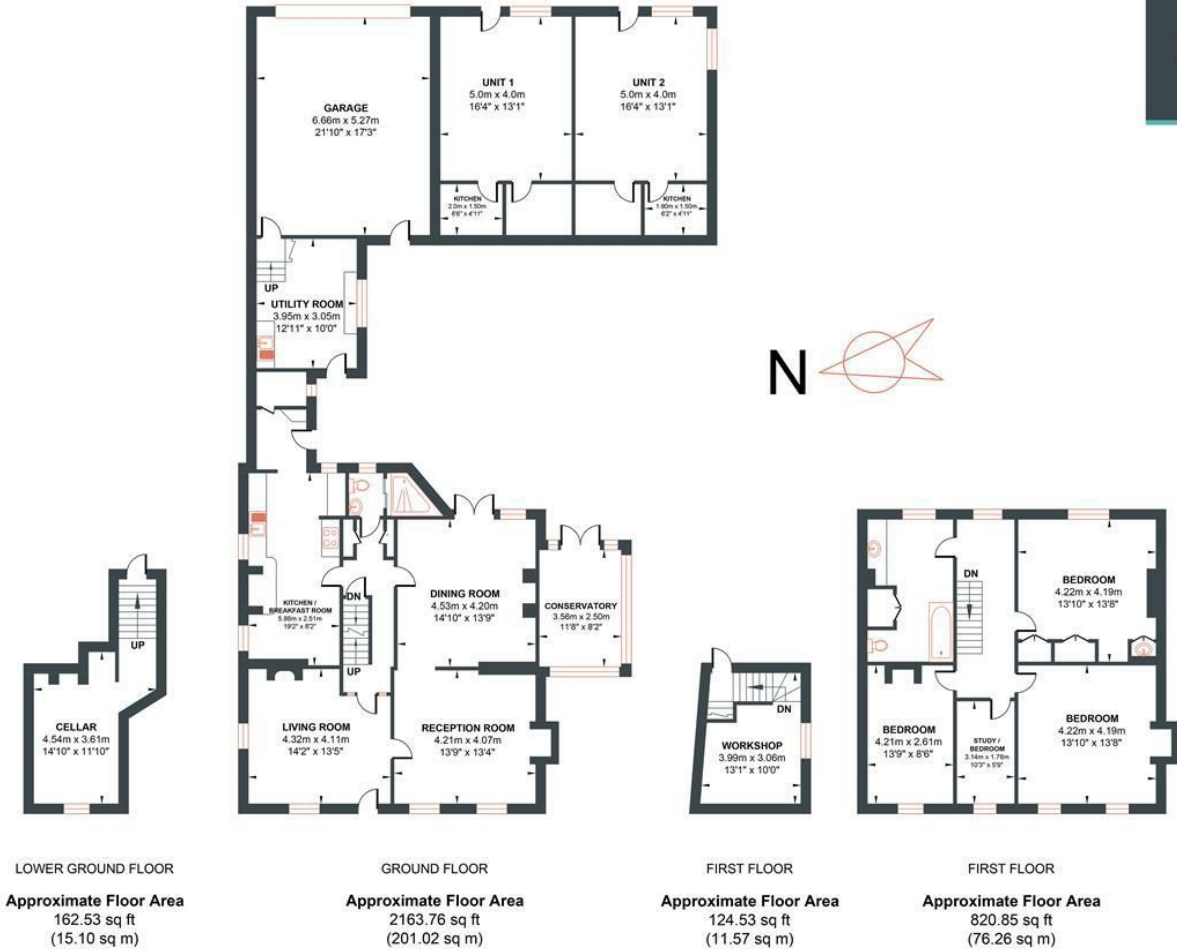 GARAGE
6.66m x 5.27m
21'10" x 17'3"
UNIT 1
5.0m x 4.0m
16'4" x 13'1"
UNIT 2
5.0m x 4.0m
16'4" x 13'1"
KITCHEN
2.0m x 1.50m
6'6" x 4'11"
KITCHEN
1.80m x 1.50m
6'2" x 4'11"
UP
UTILITY ROOM
3.95m x 3.05m
12'11" x 10'0"
N
KITCHEN /
BREAKFAST ROOM
5.86m x 2.51m
19'2" x 8'2"
DN
UP
DINING ROOM
4.53m x 4.20m
14'10" x 13'9"
CONSERVATORY
3.56m x 2.50m
11'8" x 8'2"
LIVING ROOM
4.32m x 4.11m
14'2" x 13'5"
RECEPTION ROOM
4.21m x 4.07m
13'9" x 13'4"
UP
CELLAR
4.54m x 3.61m
14'10" x 11'10"
DN
WORKSHOP
3.99m x 3.06m
13'1" x 10'0"
DN
BEDROOM
4.22m x 4.19m
13'10" x 13'8"
BEDROOM
4.21m x 2.61m
13'9" x 8'6"
STUDY /
BEDROOM
3.14m x 1.76m
10'3" x 5'9"
BEDROOM
4.22m x 4.19m
13'10" x 13'8"
LOWER GROUND FLOOR
Approximate Floor Area
162.53 sq ft
(15.10 sq m)
GROUND FLOOR
Approximate Floor Area
2163.76 sq ft
(201.02 sq m)
FIRST FLOOR
Approximate Floor Area
124.53 sq ft
(11.57 sq m)
FIRST FLOOR
Approximate Floor Area
820.85 sq ft
(76.26 sq m)